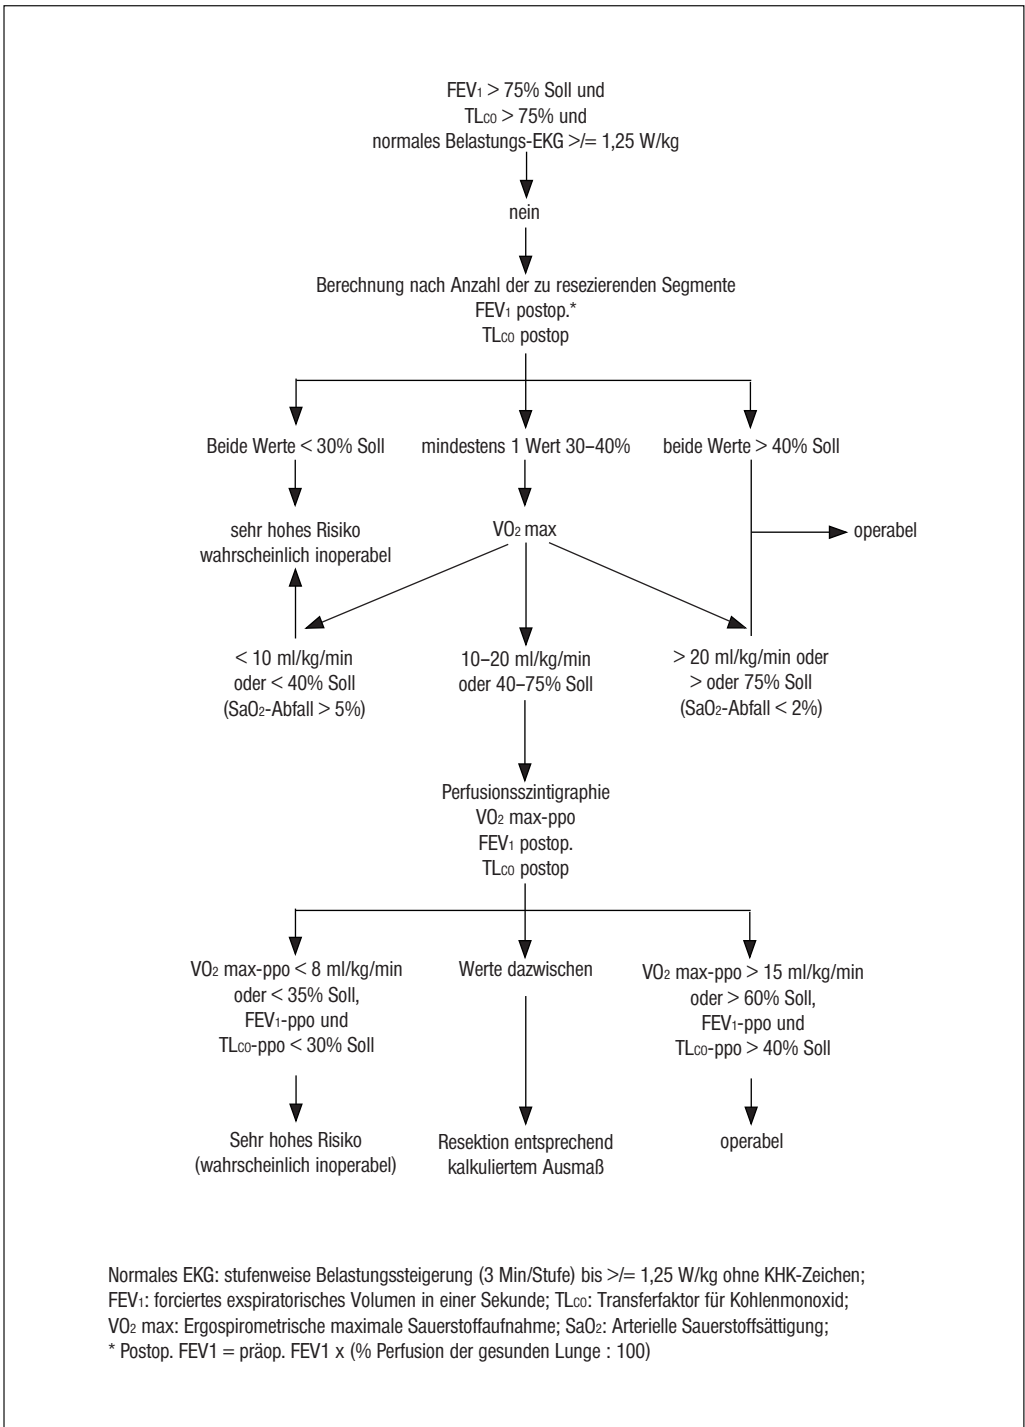 FEV1 > 75% Soll und
TLCO > 75% und
normales Belastungs-EKG >/= 1,25 W/kg
nein
Berechnung nach Anzahl der zu resezierenden Segmente
FEV1 postop.*
TLCO postop
Beide Werte < 30% Soll
mindestens 1 Wert 30–40%
beide Werte > 40% Soll
sehr hohes Risiko
wahrscheinlich inoperabel
VO2 max
operabel
< 10 ml/kg/min
oder < 40% Soll
(SaO2-Abfall > 5%)
10–20 ml/kg/min
oder 40–75% Soll
> 20 ml/kg/min oder
> oder 75% Soll
(SaO2-Abfall < 2%)
Perfusionsszintigraphie
VO2 max-ppo
FEV1 postop.
TLCO postop
VO2 max-ppo < 8 ml/kg/min
oder < 35% Soll,
FEV1-ppo und
TLCO-ppo < 30% Soll
Werte dazwischen
VO2 max-ppo > 15 ml/kg/min
oder > 60% Soll,
FEV1-ppo und
TLCO-ppo > 40% Soll
Sehr hohes Risiko
(wahrscheinlich inoperabel)
Resektion entsprechend
kalkuliertem Ausmaß
operabel
Normales EKG: stufenweise Belastungssteigerung (3 Min/Stufe) bis >/= 1,25 W/kg ohne KHK-Zeichen;
FEV1: forciertes exspiratorisches Volumen in einer Sekunde; TLCO: Transferfaktor für Kohlenmonoxid;
VO2 max: Ergospirometrische maximale Sauerstoffaufnahme; SaO2: Arterielle Sauerstoffsättigung;
* Postop. FEV1 = präop. FEV1 x (% Perfusion der gesunden Lunge : 100)